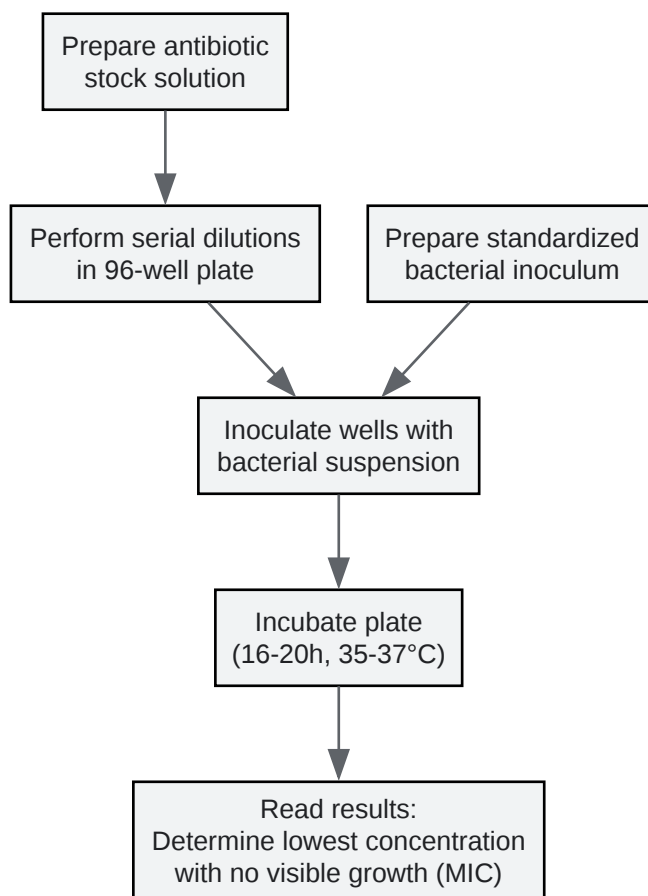 Prepare antibiotic
stock solution
Perform serial dilutions
in 96-well plate
Prepare standardized
bacterial inoculum
Inoculate wells with
bacterial suspension
Incubate plate
(16-20h, 35-37°C)
Read results:
Determine lowest concentration
with no visible growth (MIC)